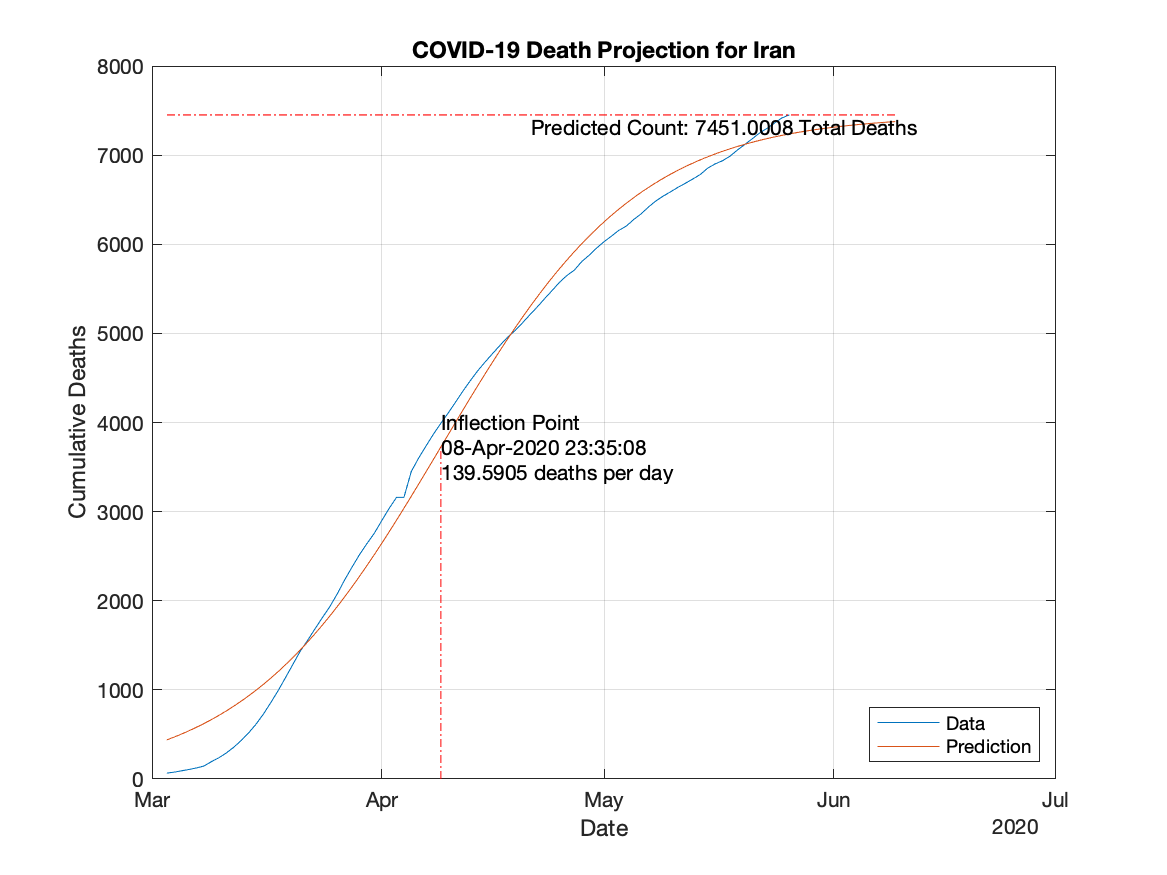 COVID-19 Death Projection for Iran
8000
7000
6000
5000
4000
3000
2000
1000
0
Cumulative Deaths
Predicted Count: 7451.0008 Total Deaths
Inflection Point
08-Apr-2020 23:35:08
139.5905 deaths per day
Data
Prediction
Mar Apr May Jun Jul
Date
2020